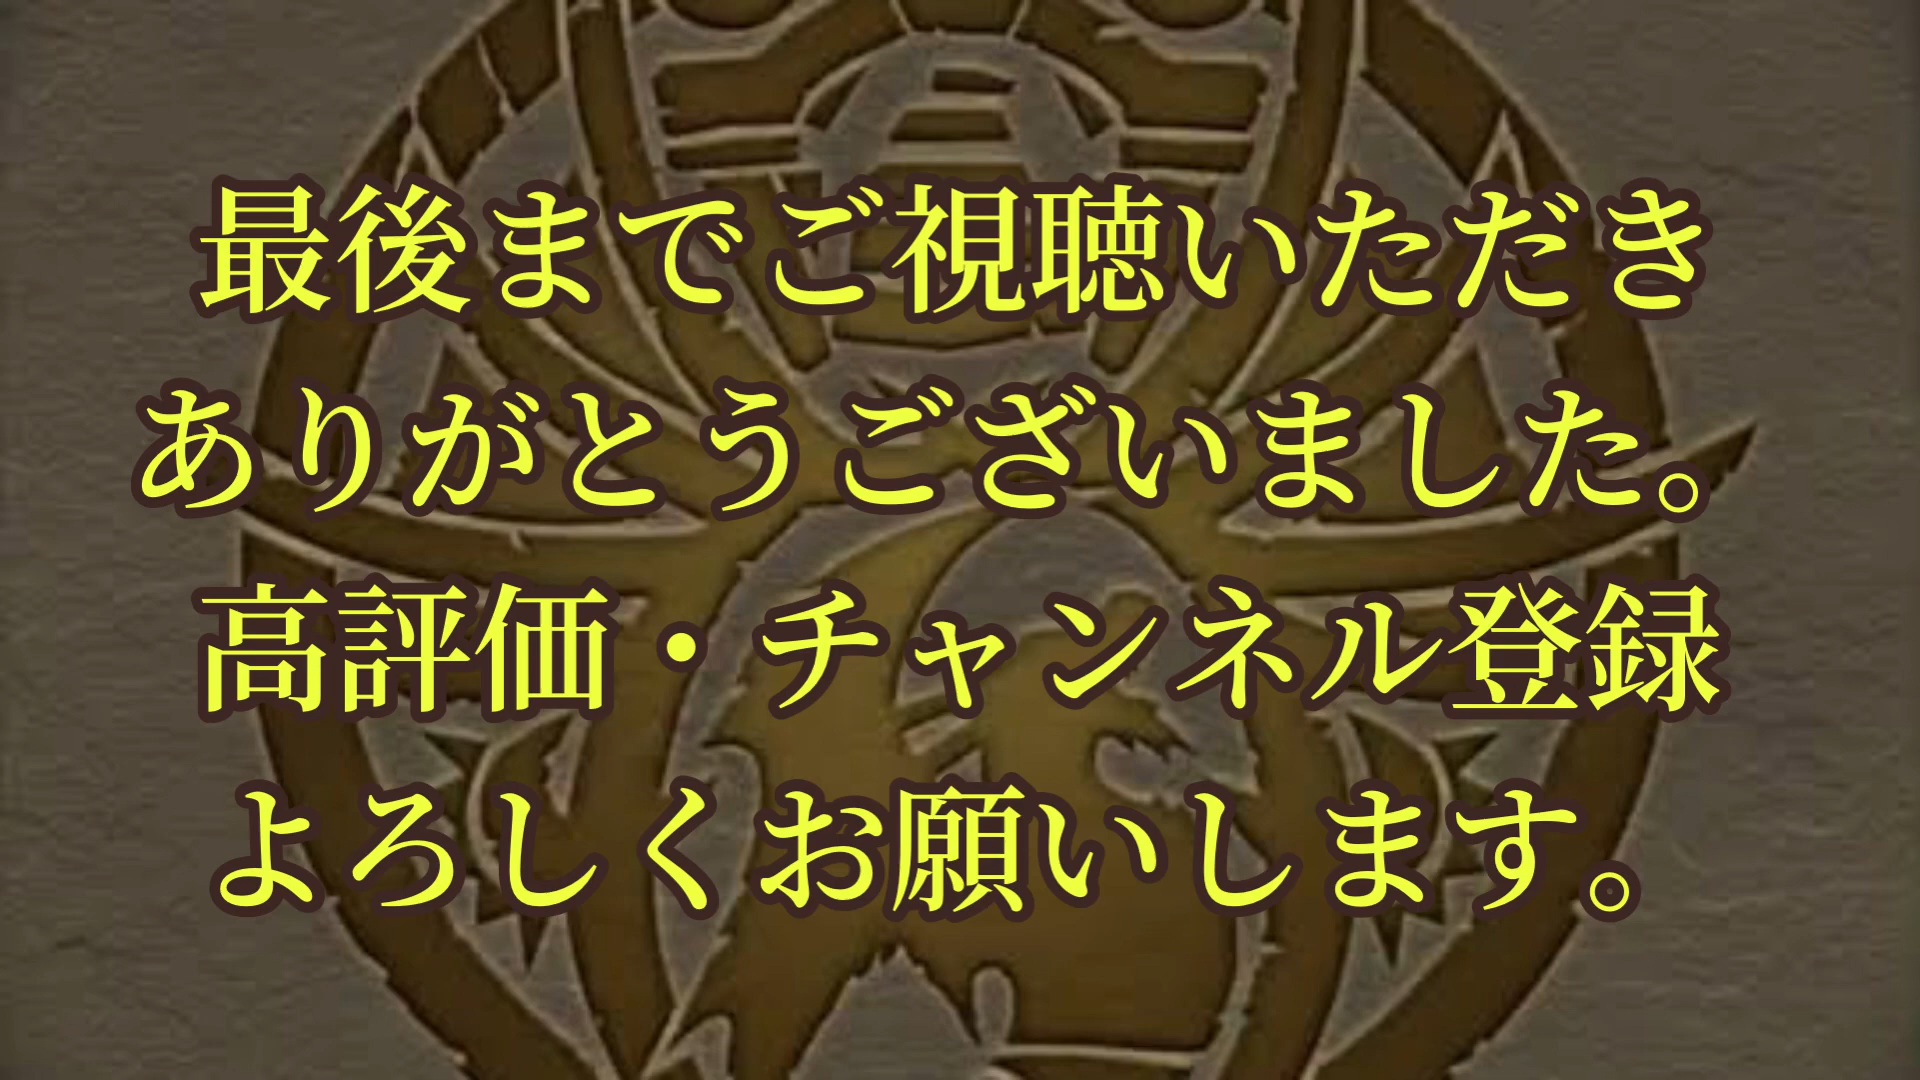 最後までご視聴いただき
ありがとうございました。
高評価・チャンネル登録
よろしくお願いします。